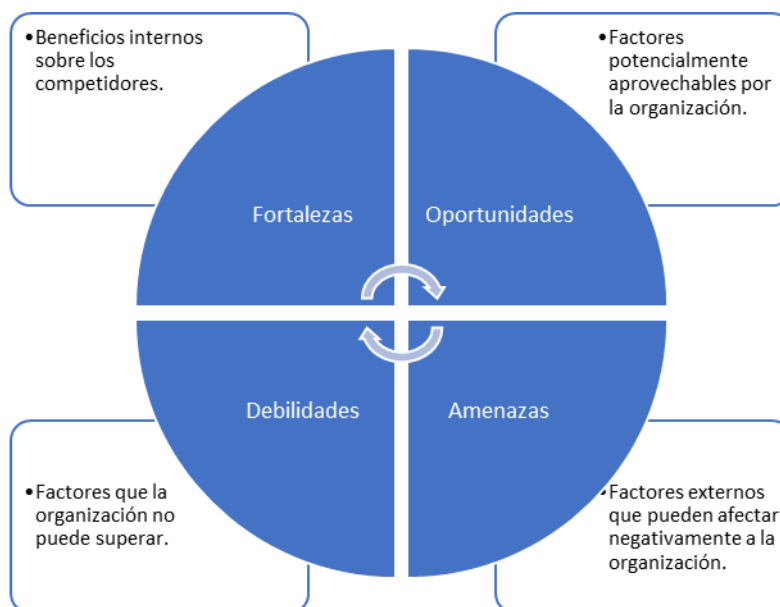 •Beneficios internos
sobre los
competidores.
•Factores
potencialmente
aprovechables por
la organización.
Fortalezas
Oportunidades
Debilidades
Amenazas
•Factores que la
organización no
puede superar.
•Factores externos
que pueden afectar
negativamente a la
organización.